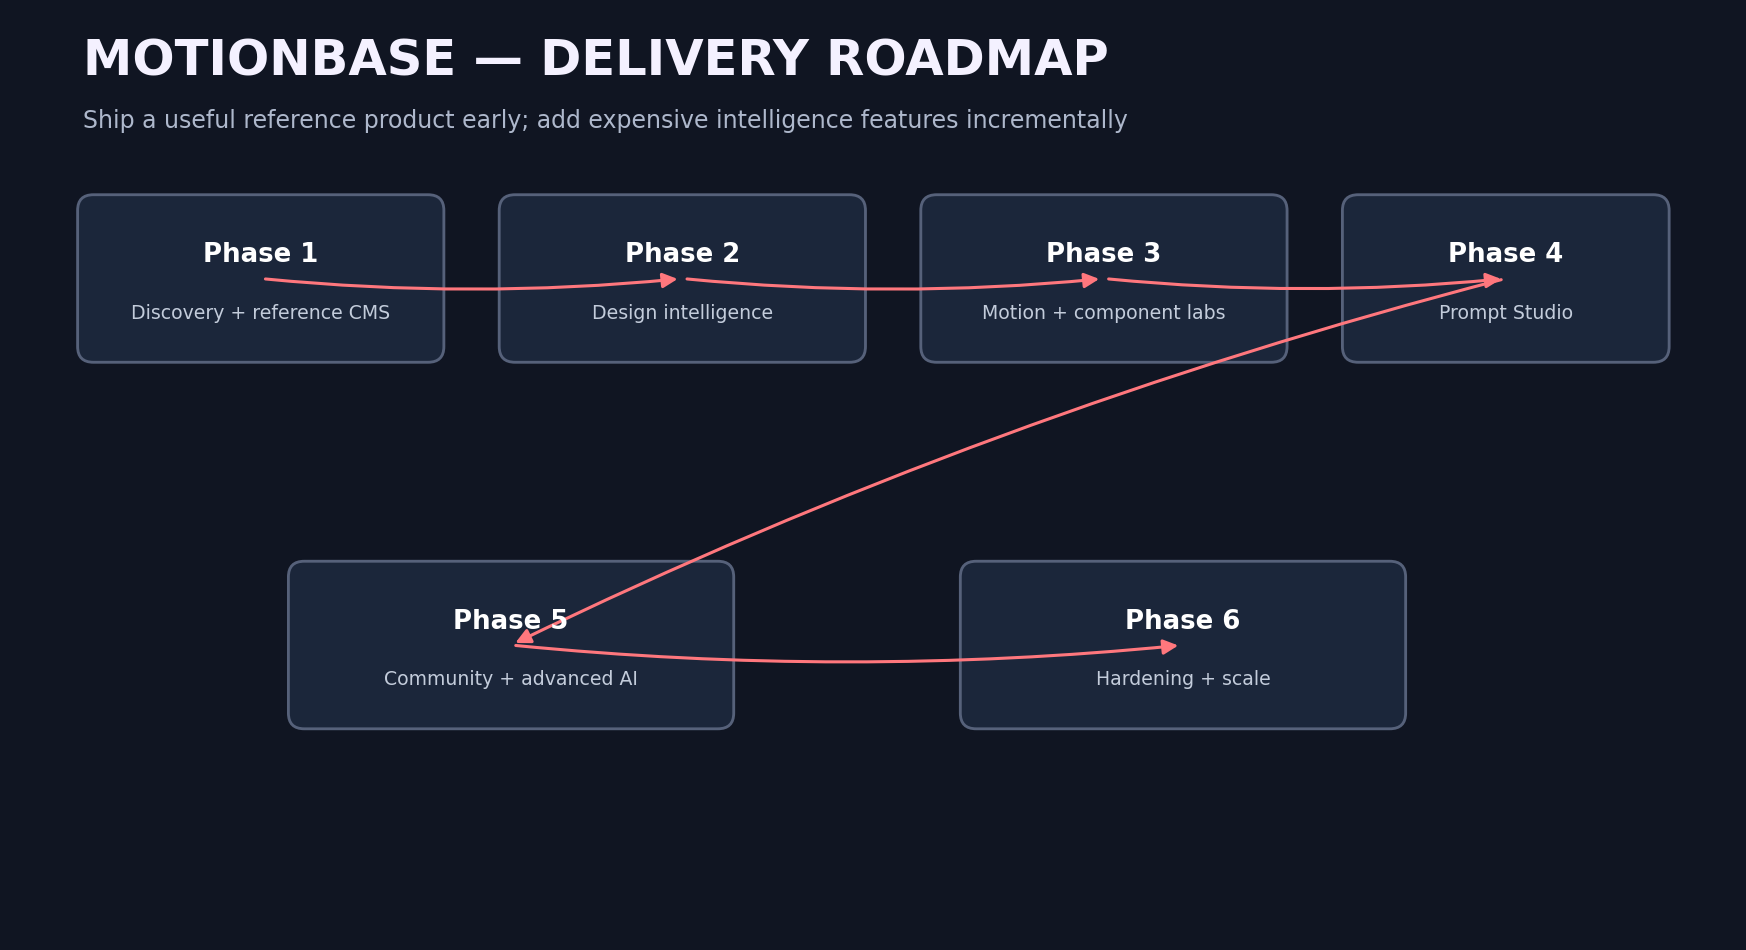 MOTIONBASE — DELIVERY ROADMAP
Ship a useful reference product early; add expensive intelligence features incrementally
Phase 1
Discovery + reference CMS
Phase 2
Design intelligence
Phase 3
Motion + component labs
Phase 4
Prompt Studio
Phase 5
Community + advanced AI
Phase 6
Hardening + scale